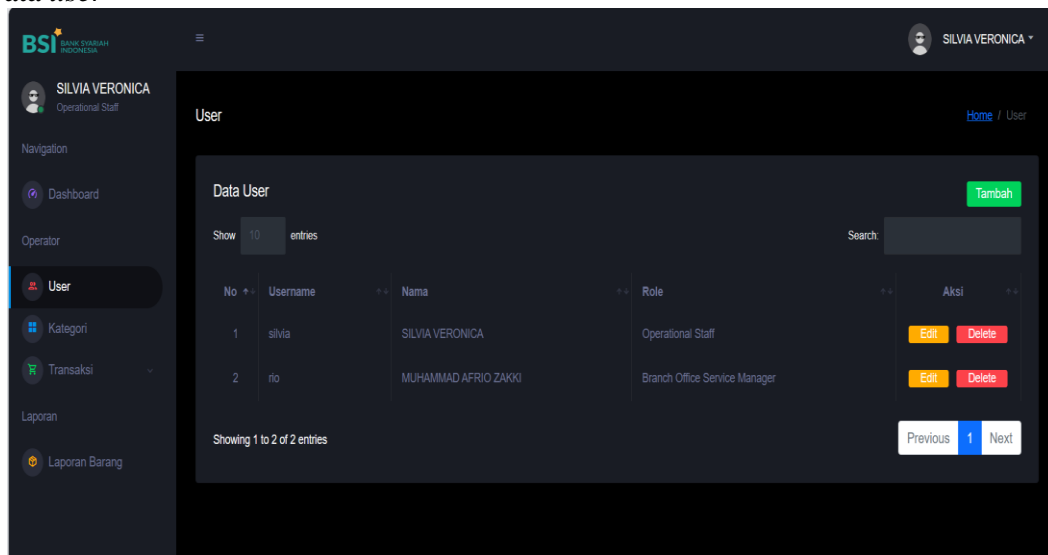 BSI BANK SYARIAH INDONESIA
SILVIA VERONICA
SILVIA VERONICA
Operational Staff
User
Home / User
Navigation
Dashboard
Operator
User
Kategori
Transaksi
Laporan
Laporan Barang
Data User
Tambah
Show 10 entries
Search:
No Username Nama Role Aksi
1 silvia SILVIA VERONICA Operational Staff Edit Delete
2 rio MUHAMMAD AFRIO ZAKKI Branch Office Service Manager Edit Delete
Showing 1 to 2 of 2 entries
Previous 1 Next